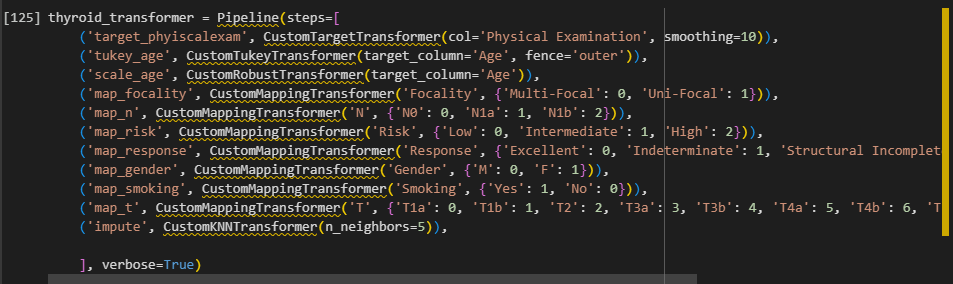 [125] thyroid_transformer = Pipeline(steps=[
('target_phyiscalexam', CustomTargetTransformer(col='Physical Examination', smoothing=10)),
('tukey_age', CustomTukeyTransformer(target_column='Age', fence='outer')),
('scale_age', CustomRobustTransformer(target_column='Age')),
('map_focality', CustomMappingTransformer('Focality', {'Multi-Focal': 0, 'Uni-Focal': 1})),
('map_n', CustomMappingTransformer('N', {'N0': 0, 'N1a': 1, 'N1b': 2})),
('map_risk', CustomMappingTransformer('Risk', {'Low': 0, 'Intermediate': 1, 'High': 2})),
('map_response', CustomMappingTransformer('Response', {'Excellent': 0, 'Indeterminate': 1, 'Structural Incomplet
('map_gender', CustomMappingTransformer('Gender', {'M': 0, 'F': 1})),
('map_smoking', CustomMappingTransformer('Smoking', {'Yes': 1, 'No': 0})),
('map_t', CustomMappingTransformer('T', {'T1a': 0, 'T1b': 1, 'T2': 2, 'T3a': 3, 'T3b': 4, 'T4a': 5, 'T4b': 6, 'T
('impute', CustomKNNTransformer(n_neighbors=5)),
], verbose=True)